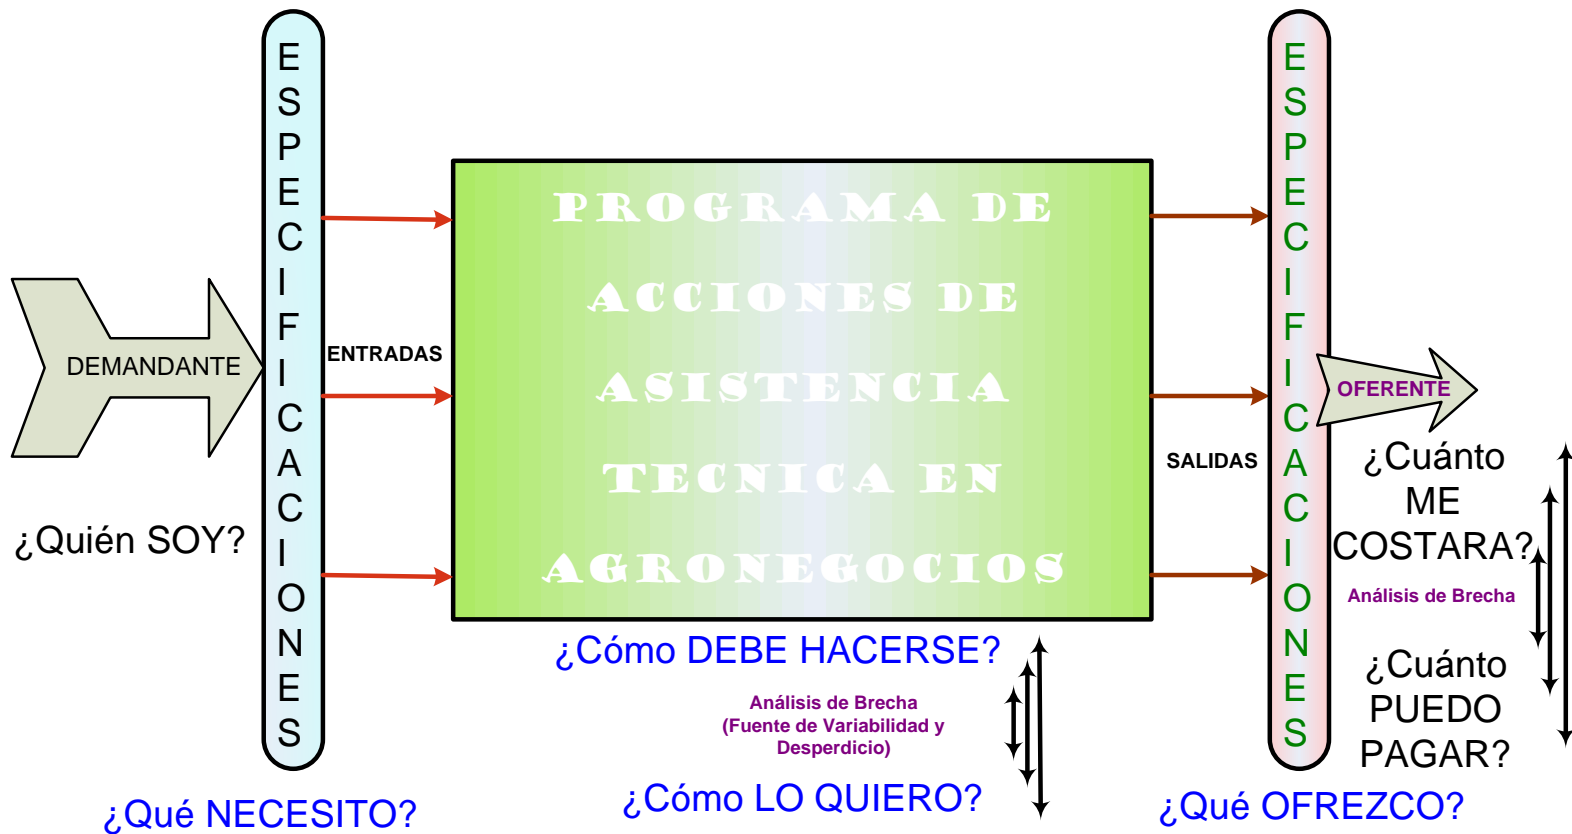 ESPECIFICACIONES
DEMANDANTE
¿Quién SOY?
¿Qué NECESITO?
ENTRADAS
PROGRAMA DE
ACCIONES DE
ASISTENCIA
TECNICA EN
AGRONEGOCIOS
¿Cómo DEBE HACERSE?
Análisis de Brecha
(Fuente de Variabilidad y
Desperdicio)
¿Cómo LO QUIERO?
SALIDAS
ESPECIFICACIONES
OFERENTE
¿Cuánto
ME
COSTARA?
Análisis de Brecha
¿Cuánto
PUEDO
PAGAR?
¿Qué OFREZCO?